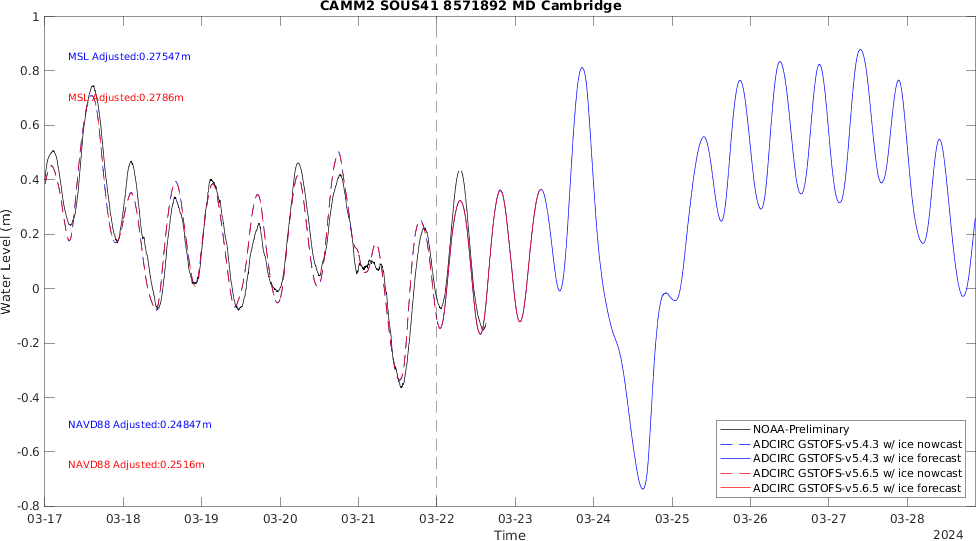 CAMM2 SOUS41 8571892 MD Cambridge
1
0.8
0.6
0.4
0.2
0
-0.2
-0.4
-0.6
-0.8
Water Level (m)
MSL Adjusted:0.27547m
MSL Adjusted:0.2786m
NAVD88 Adjusted:0.24847m
NAVD88 Adjusted:0.2516m
NOAA-Preliminary
ADCIRC GSTOFS-v5.4.3 w/ ice nowcast
ADCIRC GSTOFS-v5.4.3 w/ ice forecast
ADCIRC GSTOFS-v5.6.5 w/ ice nowcast
ADCIRC GSTOFS-v5.6.5 w/ ice forecast
03-17 03-18 03-19 03-20 03-21 03-22 03-23 03-24 03-25 03-26 03-27 03-28
Time
2024